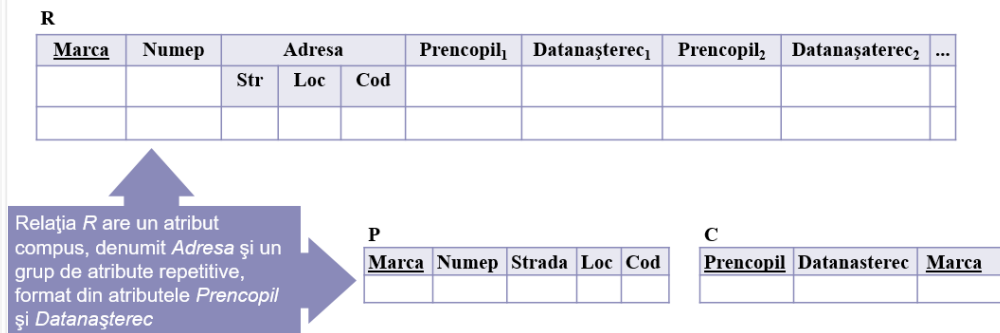 R
Marca Numep Adresa Prencopil₁ Datanaşterec₁ Prencopil₂ Datanaşaterec₂ ...
Str Loc Cod
Relaţia R are un atribut
compus, denumit Adresa şi un
grup de atribute repetitive,
format din atributele Prencopil
şi Datanaşterec
P
Marca Numep Strada Loc Cod
C
Prencopil Datanasterec Marca